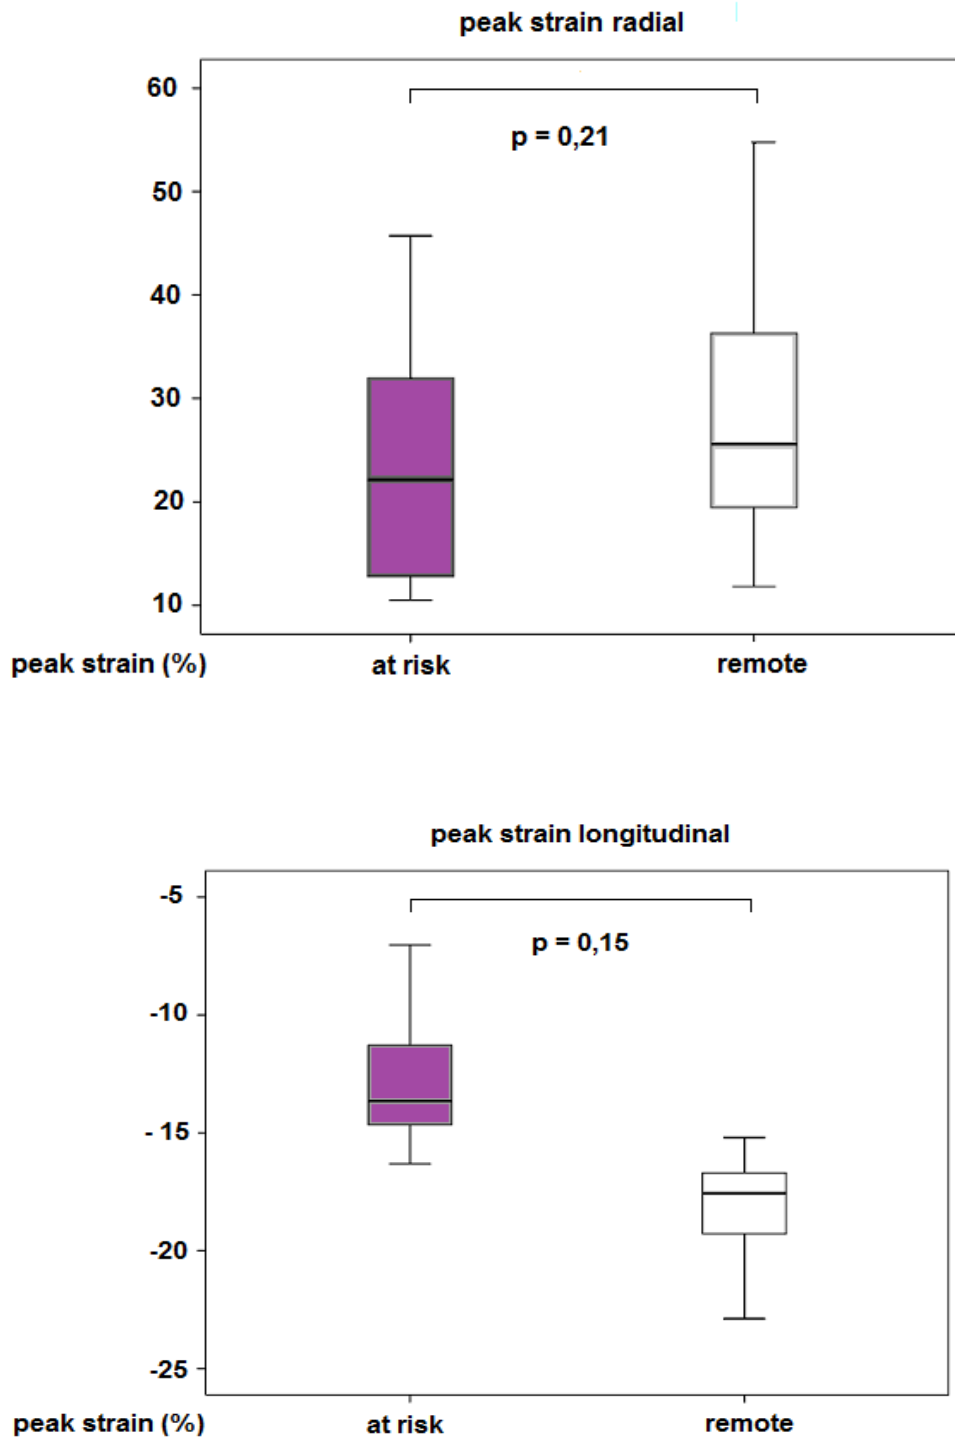 peak strain radial
60
p = 0,21
50
40
30
20
10
peak strain (%) at risk remote
peak strain longitudinal
-5
p = 0,15
-10
- 15
-20
-25
peak strain (%) at risk remote